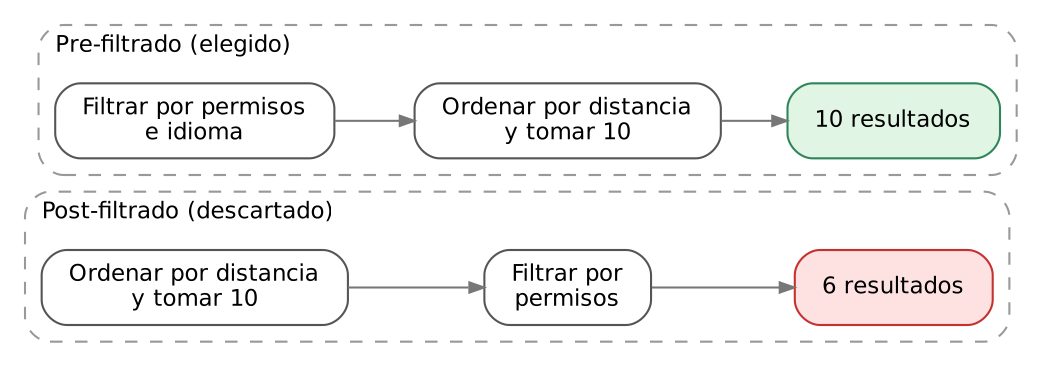 Pre-filtrado (elegido)
Filtrar por permisos
e idioma
Ordenar por distancia
y tomar 10
10 resultados
Post-filtrado (descartado)
Ordenar por distancia
y tomar 10
Filtrar por
permisos
6 resultados